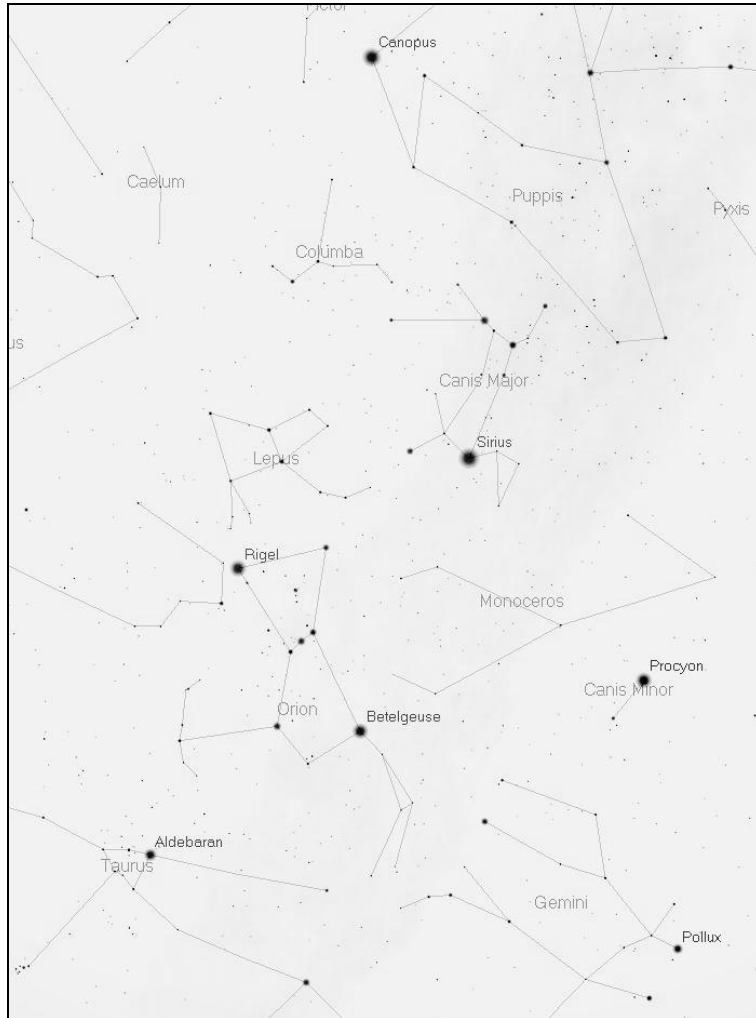 Canopus
Caelum
Puppis
Pyxis
Columba
Canis Major
Sirius
Lepus
Rigel
Monoceros
Procyon
Canis Minor
Orion
Betelgeuse
Aldebaran
Taurus
Gemini
Pollux